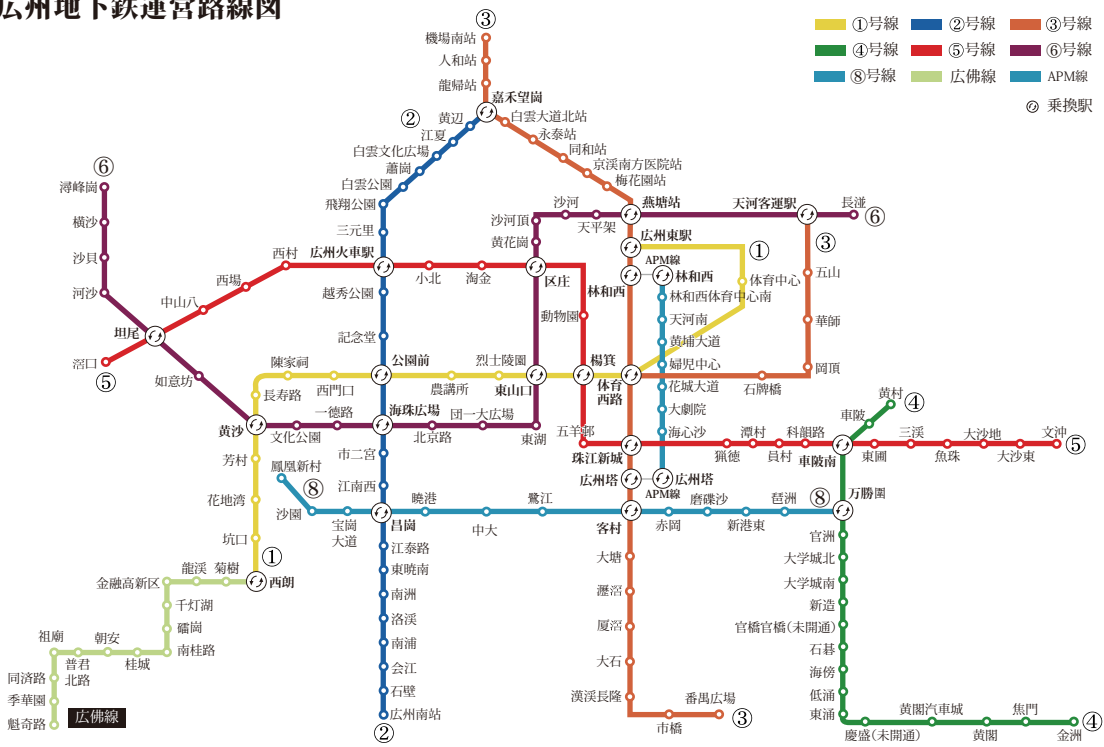 広州地下鉄運営路線図
①号線
②号線
③号線
④号線
⑤号線
⑥号線
⑧号線
広佛線
APM線
乗換駅
③
機場南站
人和站
龍帰站
嘉禾望崗
②
黄辺
江夏
白雲文化広場
蕭崗
白雲公園
飛翔公園
三元里
白雲大道北站
永泰站
同和站
京渓南方医院站
梅花園站
⑥
潯峰崗
横沙
沙貝
河沙
坦尾
滘口
⑤
中山八
西場
西村
広州火車駅
小北
淘金
区庄
沙河頂
黄花崗
沙河
天平架
燕塘站
天河客運駅
長湴
⑥
③
広州東駅
①
体育中心
APM線
林和西
林和西
林和西体育中心南
天河南
黄埔大道
婦児中心
花城大道
大劇院
海心沙
五山
華師
岡頂
石牌橋
越秀公園
記念堂
公園前
動物園
楊箕
体育
西路
如意坊
陳家祠
西門口
長寿路
農講所
烈士陵園
東山口
黄沙
一徳路
文化公園
海珠広場
団一大広場
北京路
東湖
五羊邨
珠江新城
猟徳
潭村
員村
科韻路
車陂南
車陂
黄村
④
東圃
三渓
魚珠
大沙地
大沙東
文沖
⑤
芳村
花地湾
坑口
①
西朗
鳳凰新村
⑧
沙園
宝崗
大道
市二宮
江南西
昌崗
暁港
中大
鷺江
広州塔
広州塔
APM線
客村
赤岡
磨碟沙
新港東
琶洲
⑧
万勝囲
江泰路
東暁南
南洲
洛渓
南浦
会江
石壁
広州南站
②
大塘
瀝滘
厦滘
大石
漢渓長隆
市橋
番禺広場
③
官洲
大学城北
大学城南
新造
官橋官橋(未開通)
石碁
海傍
低涌
東涌
慶盛(未開通)
黄閣汽車城
黄閣
焦門
金洲
④
菊樹
龍渓
金融高新区
千灯湖
礌崗
南桂路
桂城
朝安
普君
北路
祖廟
同済路
季華園
魁奇路
広佛線